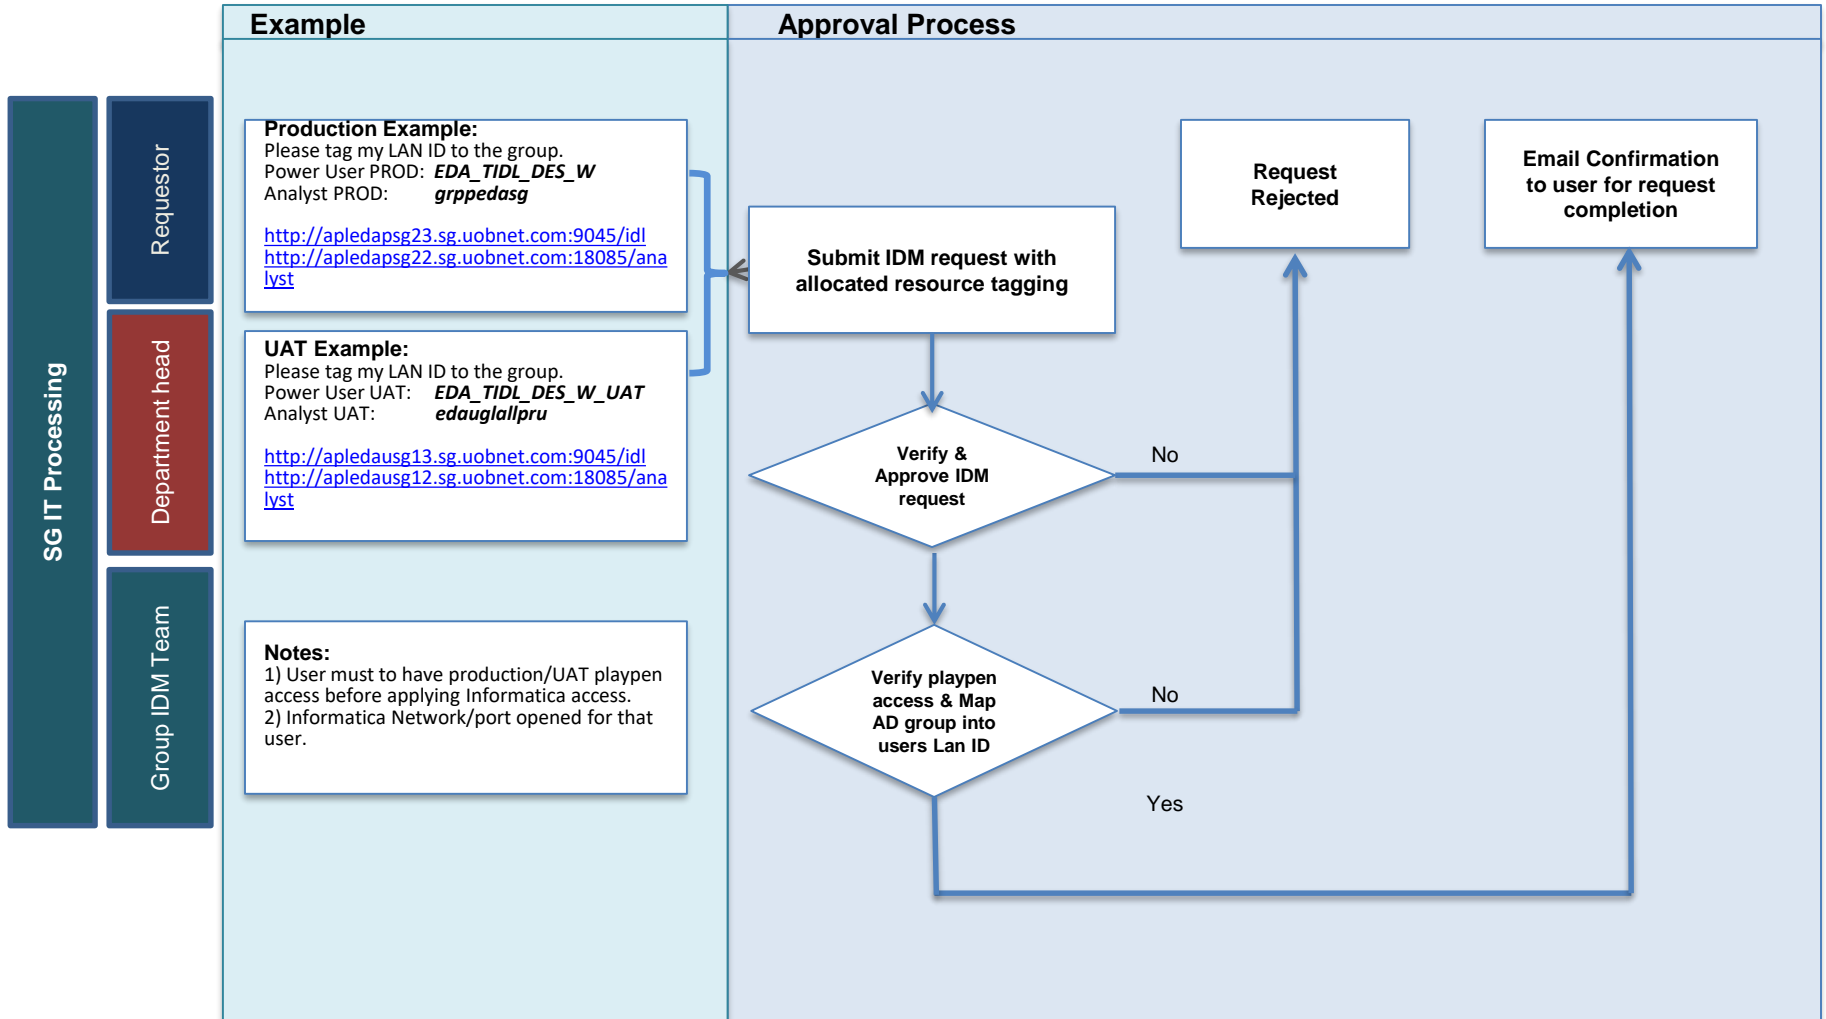 Example
Approval Process
SG IT Processing
Requestor
Department head
Group IDM Team
Production Example:
Please tag my LAN ID to the group.
Power User PROD: EDA_TIDL_DES_W
Analyst PROD: grppedasg
http://apledapsg23.sg.uobnet.com:9045/idl
http://apledapsg22.sg.uobnet.com:18085/ana
lyst
UAT Example:
Please tag my LAN ID to the group.
Power User UAT: EDA_TIDL_DES_W_UAT
Analyst UAT: edauglallpru
http://apledausg13.sg.uobnet.com:9045/idl
http://apledausg12.sg.uobnet.com:18085/ana
lyst
Notes:
1) User must to have production/UAT playpen
access before applying Informatica access.
2) Informatica Network/port opened for that
user.
Submit IDM request with
allocated resource tagging
Request
Rejected
Email Confirmation
to user for request
completion
Verify &
Approve IDM
request
No
Verify playpen
access & Map
AD group into
users Lan ID
No
Yes